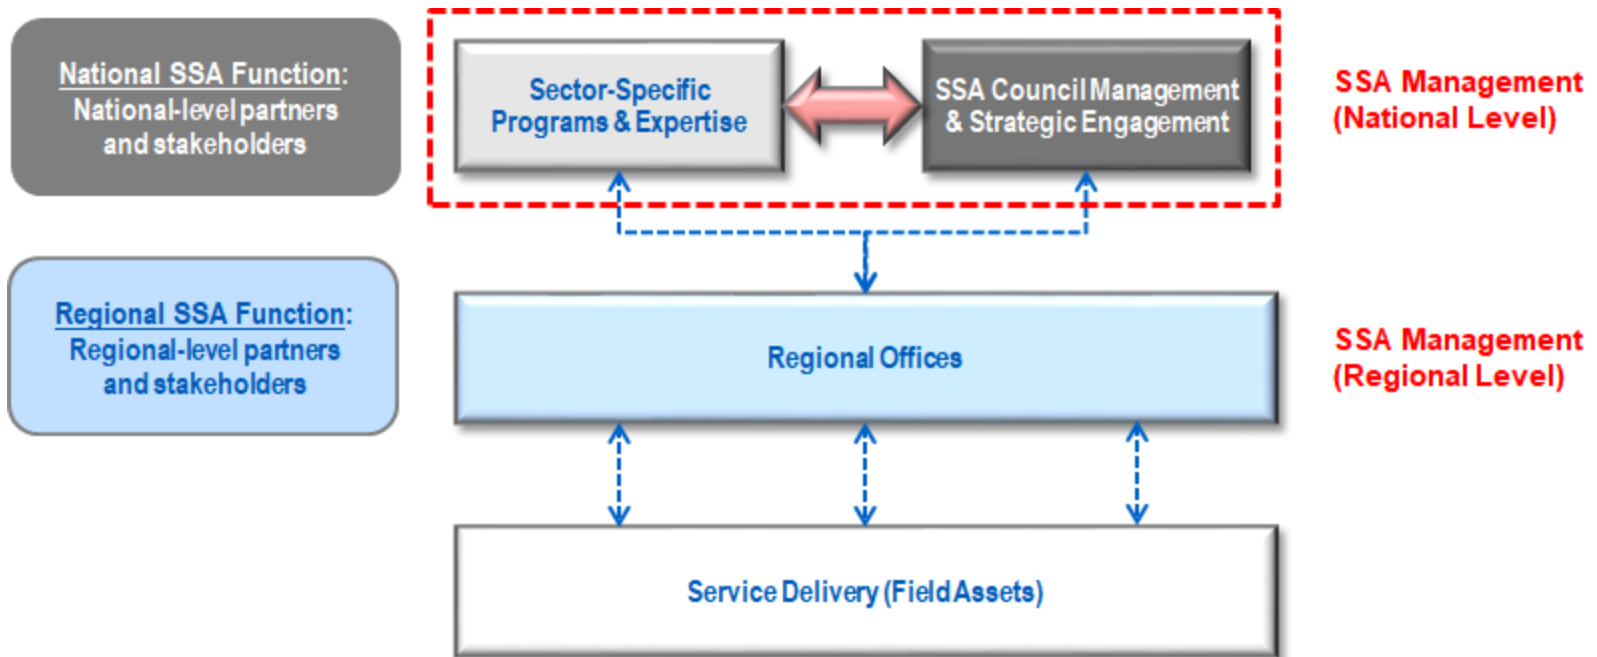 National SSA Function:
National-level partners
and stakeholders
Sector-Specific
Programs & Expertise
SSA Council Management
& Strategic Engagement
SSA Management
(National Level)
Regional SSA Function:
Regional-level partners
and stakeholders
Regional Offices
SSA Management
(Regional Level)
Service Delivery (Field Assets)